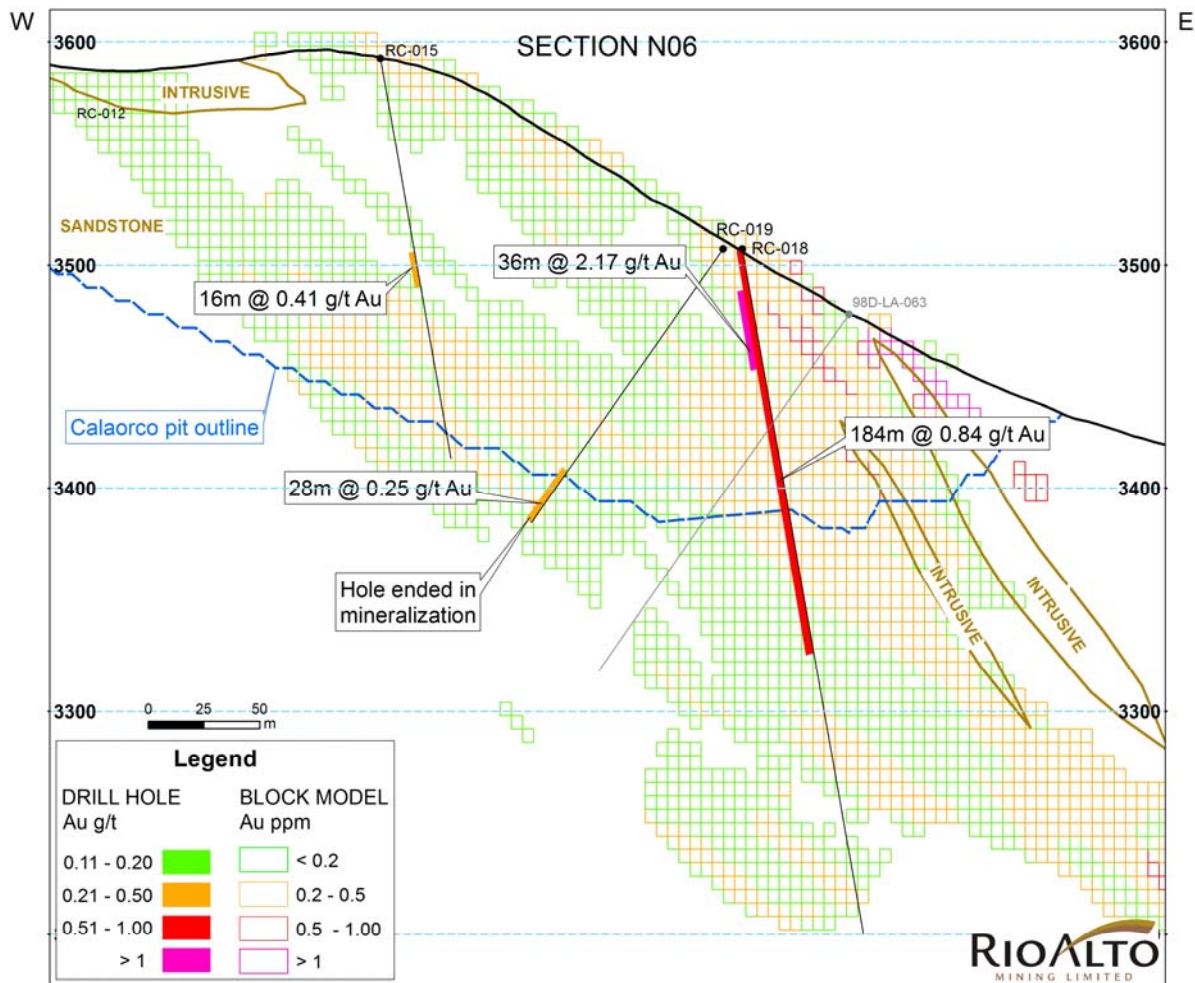 W
E
SECTION N06
3600
3600
RC-015
INTRUSIVE
RC-012
SANDSTONE
RC-019
RC-018
36m @ 2.17 g/t Au
3500
3500
16m @ 0.41 g/t Au
98D-LA-063
Calaorco pit outline
184m @ 0.84 g/t Au
28m @ 0.25 g/t Au
3400
3400
Hole ended in
mineralization
INTRUSIVE
INTRUSIVE
3300
3300
0 25 50
m
Legend
DRILL HOLE
Au g/t
0.11 - 0.20
0.21 - 0.50
0.51 - 1.00
> 1
BLOCK MODEL
Au ppm
< 0.2
0.2 - 0.5
0.5 - 1.00
> 1
RIOALTO
MINING LIMITED